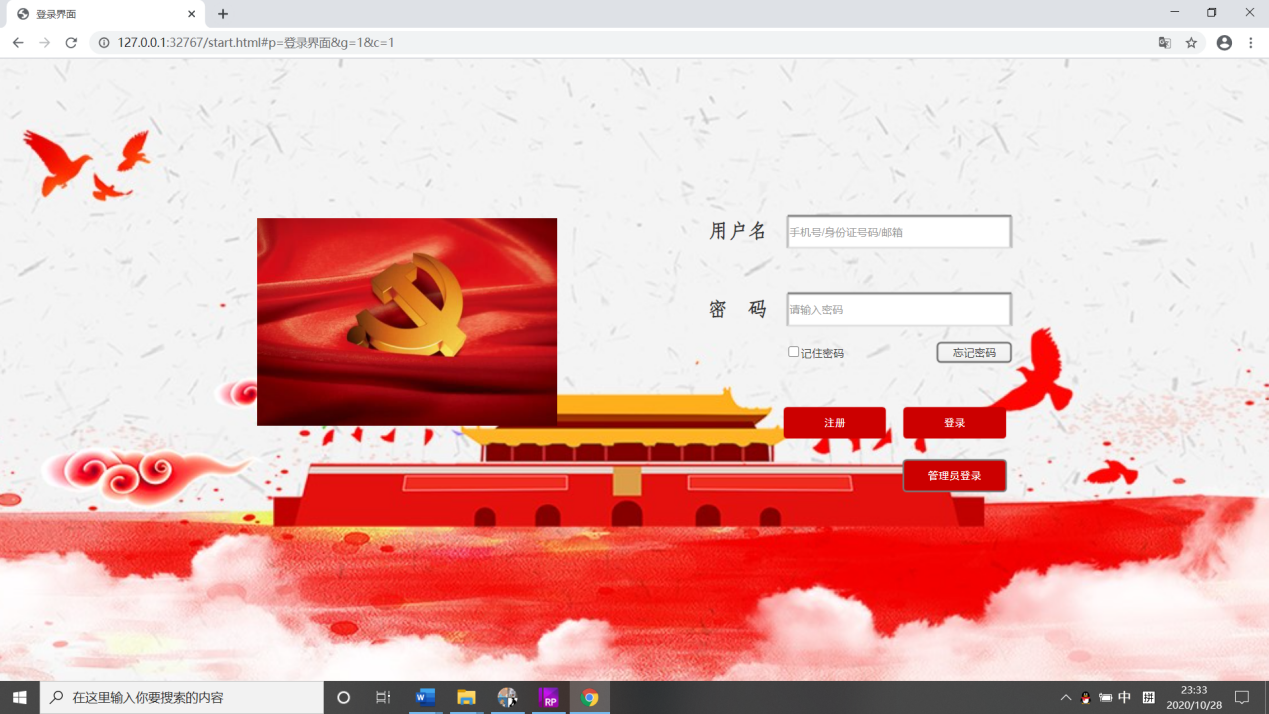 登录界面
127.0.0.1:32767/start.html#p=登录界面&g=1&c=1
用户名
手机号/身份证号码/邮箱
密 码
请输入密码
记住密码
忘记密码
注册
登录
管理员登录
在这里输入你要搜索的内容
W
RP
中
拼
23:33
2020/10/28